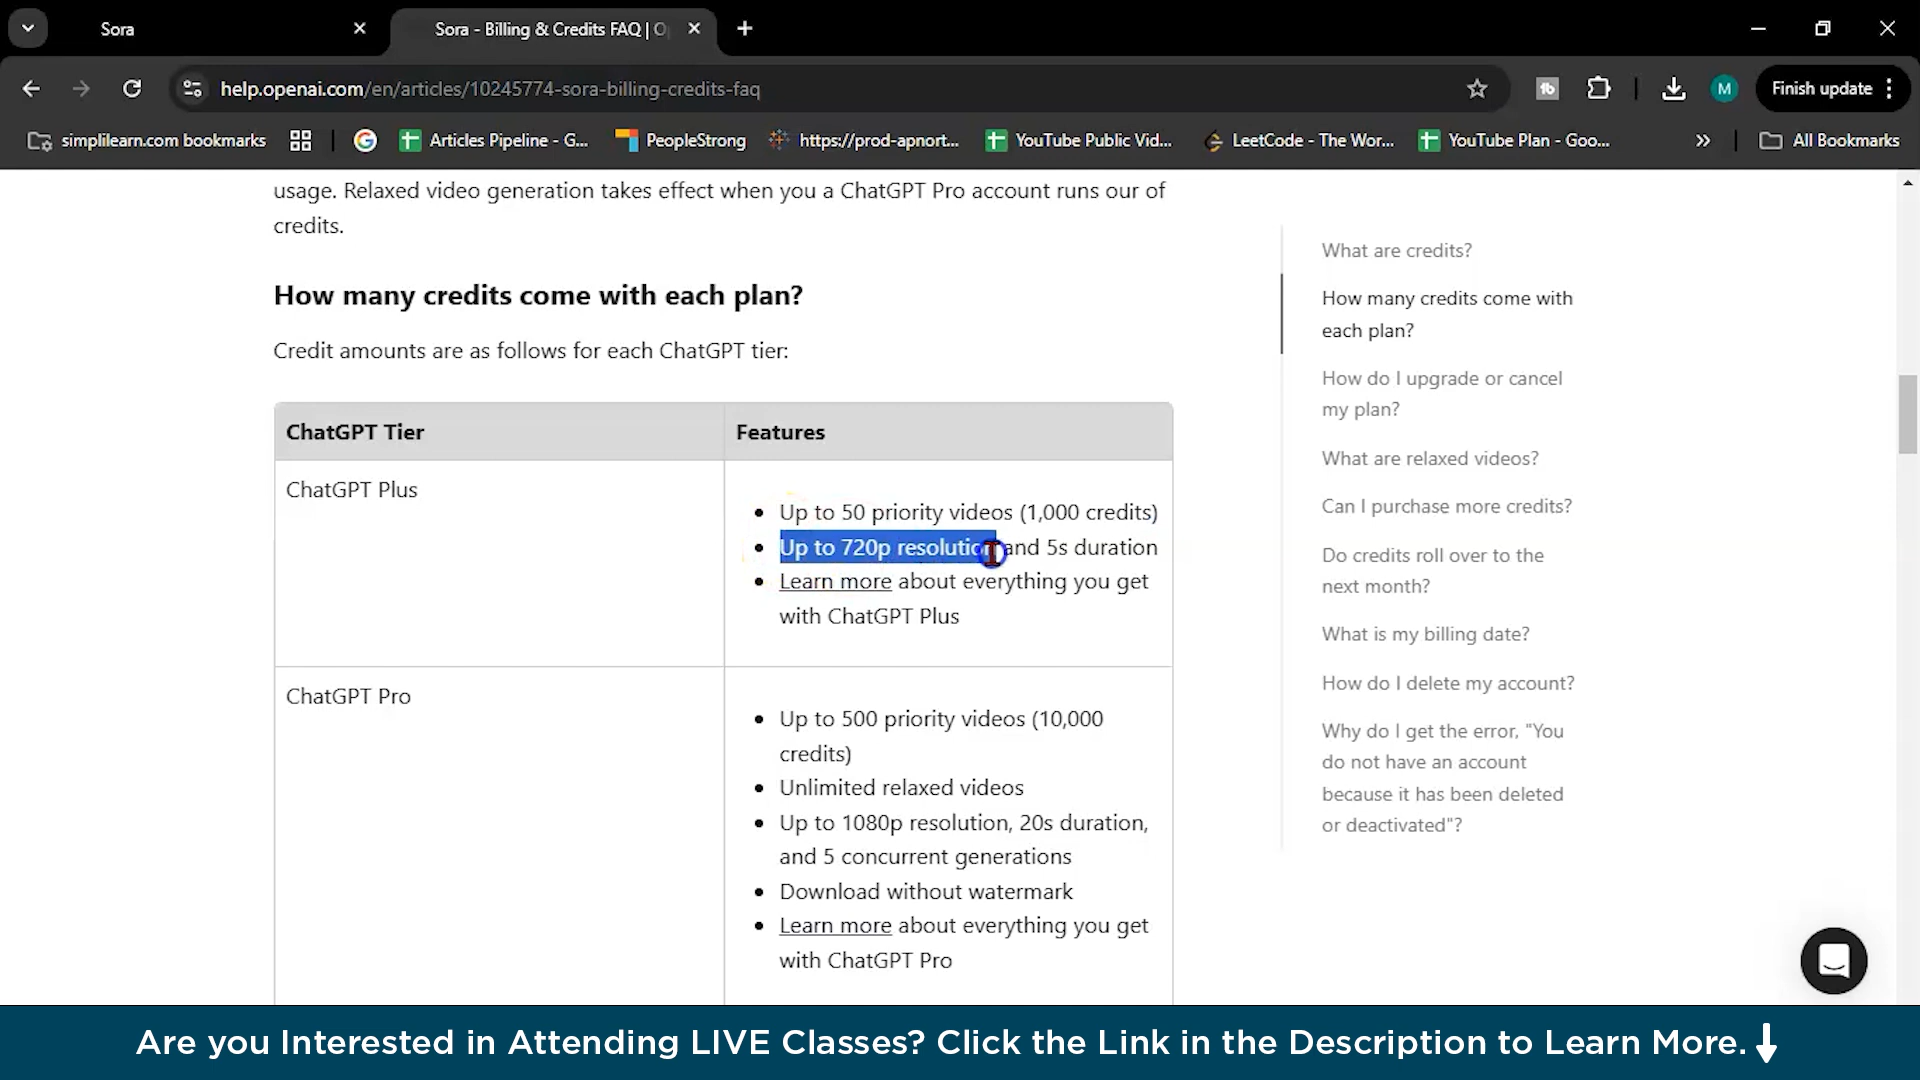 Sora
Sora - Billing & Credits FAQ | O
help.openai.com/en/articles/10245774-sora-billing-credits-faq
M
Finish update
simplilearn.com bookmarks
Articles Pipeline - G...
PeopleStrong
https://prod-apnort...
YouTube Public Vid...
LeetCode - The Wor...
YouTube Plan - Goo...
All Bookmarks
usage. Relaxed video generation takes effect when you a ChatGPT Pro account runs our of
credits.
How many credits come with each plan?
Credit amounts are as follows for each ChatGPT tier:
ChatGPT Tier
Features
ChatGPT Plus
Up to 50 priority videos (1,000 credits)
Up to 720p resolution and 5s duration
Learn more about everything you get
with ChatGPT Plus
ChatGPT Pro
Up to 500 priority videos (10,000
credits)
Unlimited relaxed videos
Up to 1080p resolution, 20s duration,
and 5 concurrent generations
Download without watermark
Learn more about everything you get
with ChatGPT Pro
What are credits?
How many credits come with
each plan?
How do I upgrade or cancel
my plan?
What are relaxed videos?
Can I purchase more credits?
Do credits roll over to the
next month?
What is my billing date?
How do I delete my account?
Why do I get the error, "You
do not have an account
because it has been deleted
or deactivated"?
Are you Interested in Attending LIVE Classes? Click the Link in the Description to Learn More.